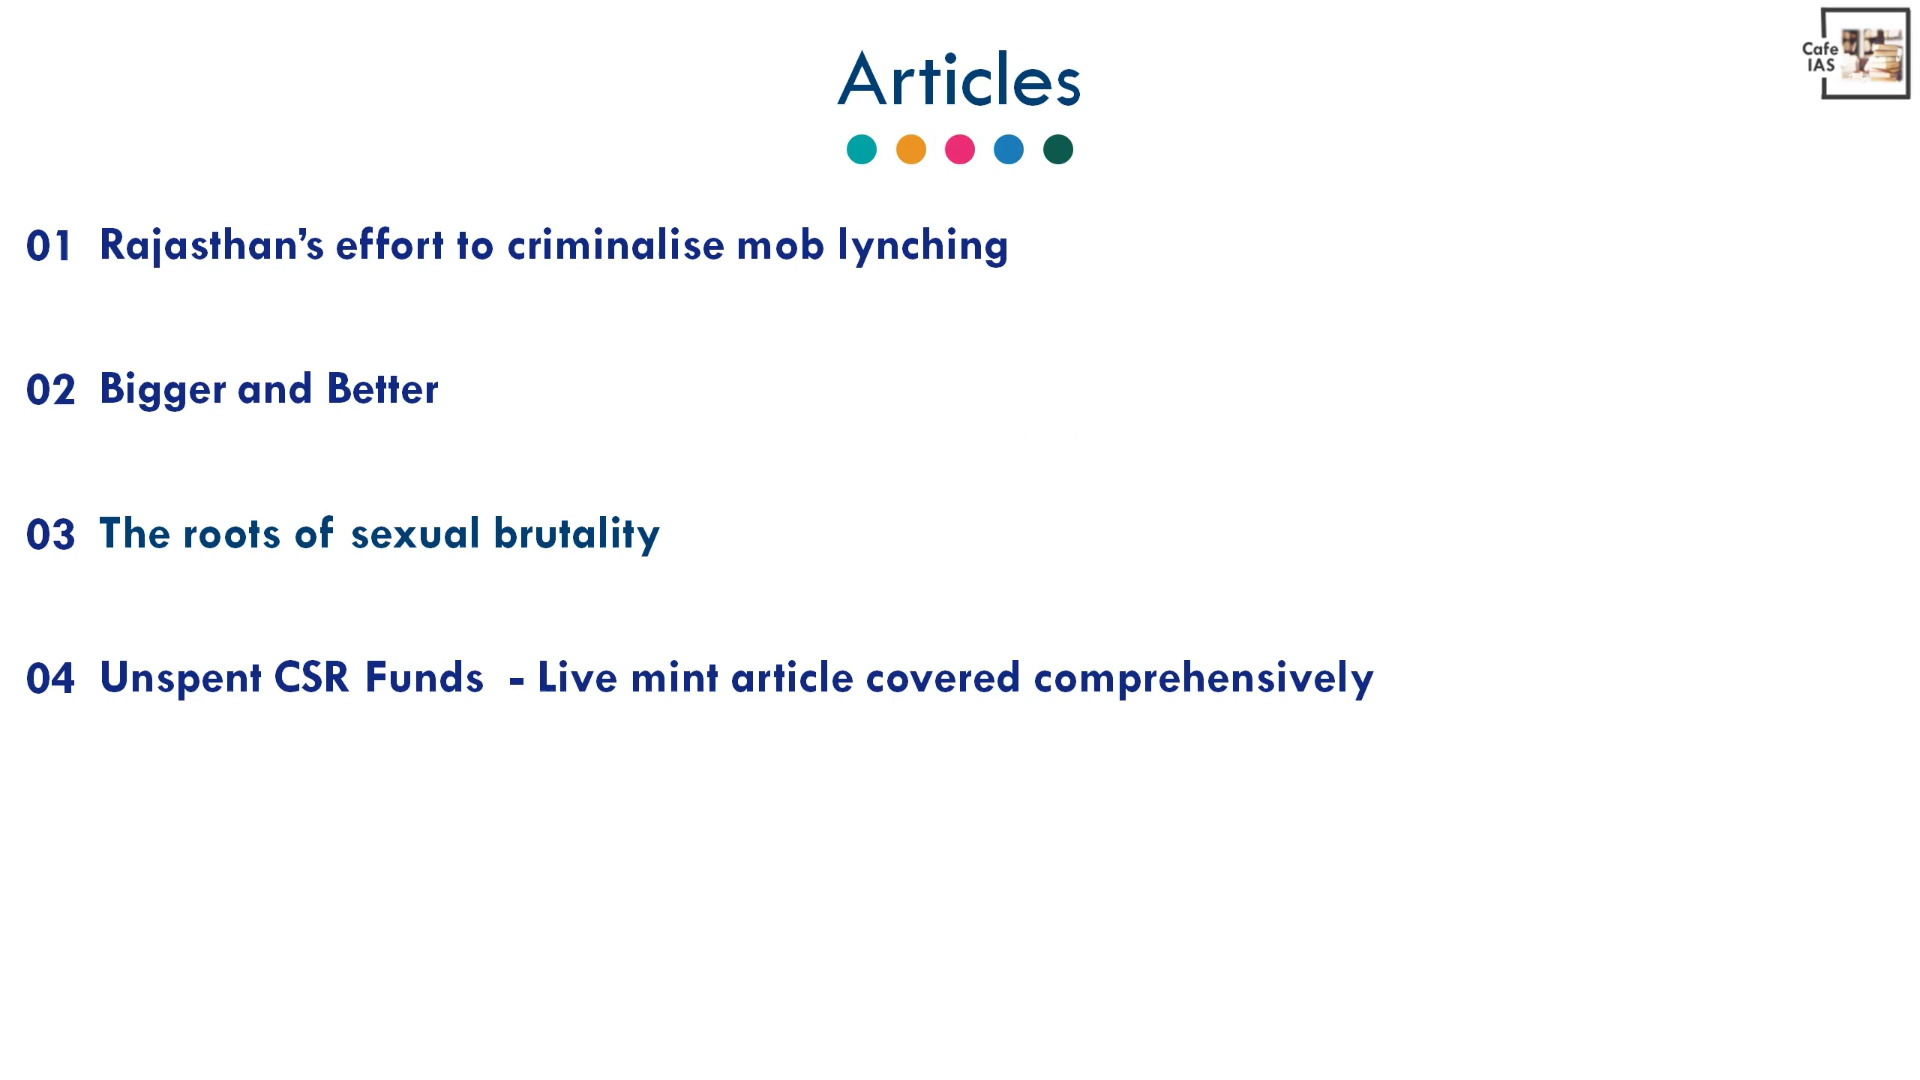 Cafe
IAS
Articles
01 Rajasthan’s effort to criminalise mob lynching
02 Bigger and Better
03 The roots of sexual brutality
04 Unspent CSR Funds - Live mint article covered comprehensively